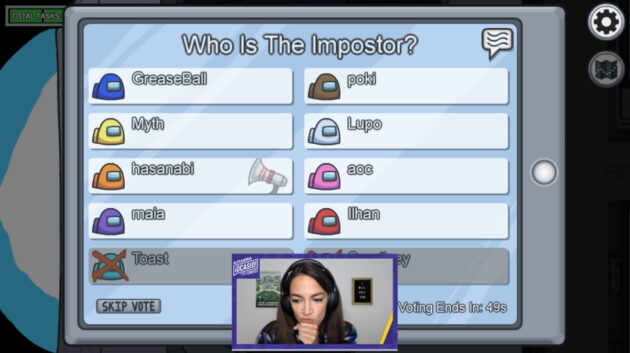 TOTAL TASKS
Who Is The Impostor?
GreaseBall
poki
Myth
Lupo
hasanabi
aoc
maia
Ilhan
Toast
SKIP VOTE
OCASIO
Voting Ends In: 49s